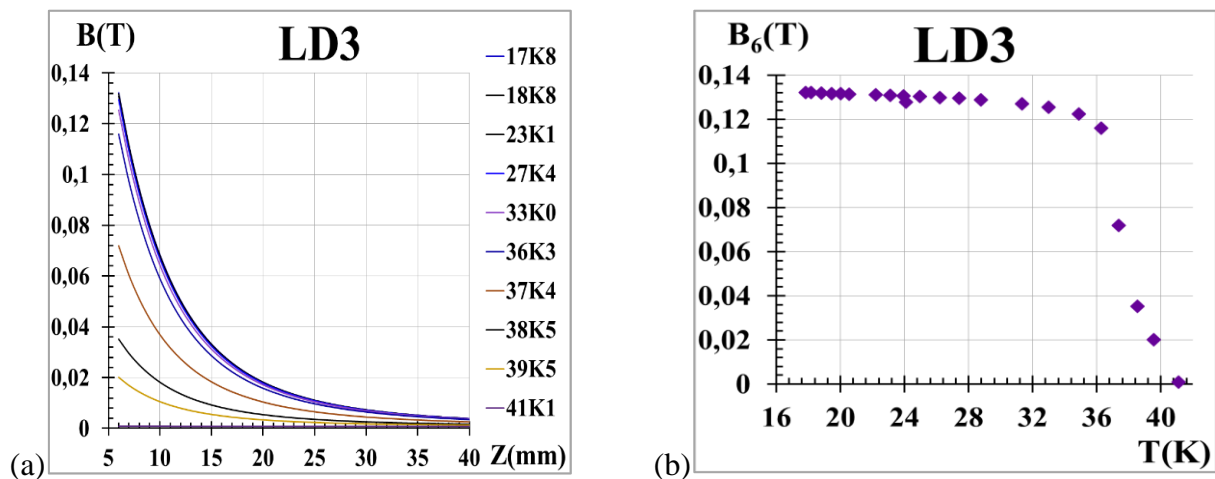 B(T)
LD3
0,14
0,12
0,1
0,08
0,06
0,04
0,02
0
5 10 15 20 25 30 35 40
Z(mm)
17K8
18K8
23K1
27K4
33K0
36K3
37K4
38K5
39K5
41K1
(a)
B₆(T)
LD3
0,14
0,12
0,1
0,08
0,06
0,04
0,02
0
16 20 24 28 32 36 40
T(K)
(b)